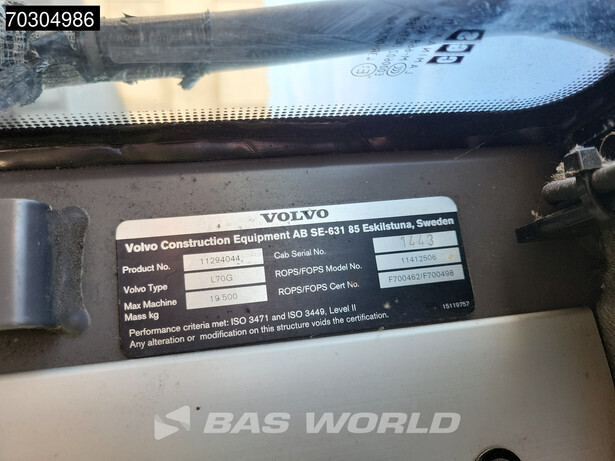 70304986
VOLVO
Volvo Construction Equipment AB SE-631 85 Eskilstuna, Sweden
Product No. 11294044 Cab Serial No. 1443
Volvo Type L70G ROPS/FOPS Model No. 11412506
Max Machine Mass kg 19 500 ROPS/FOPS Cert No. F700462/F700498
Performance criteria met: ISO 3471 and ISO 3449, Level II
Any alteration or modification on this structure voids the certification.
15119757
BAS WORLD